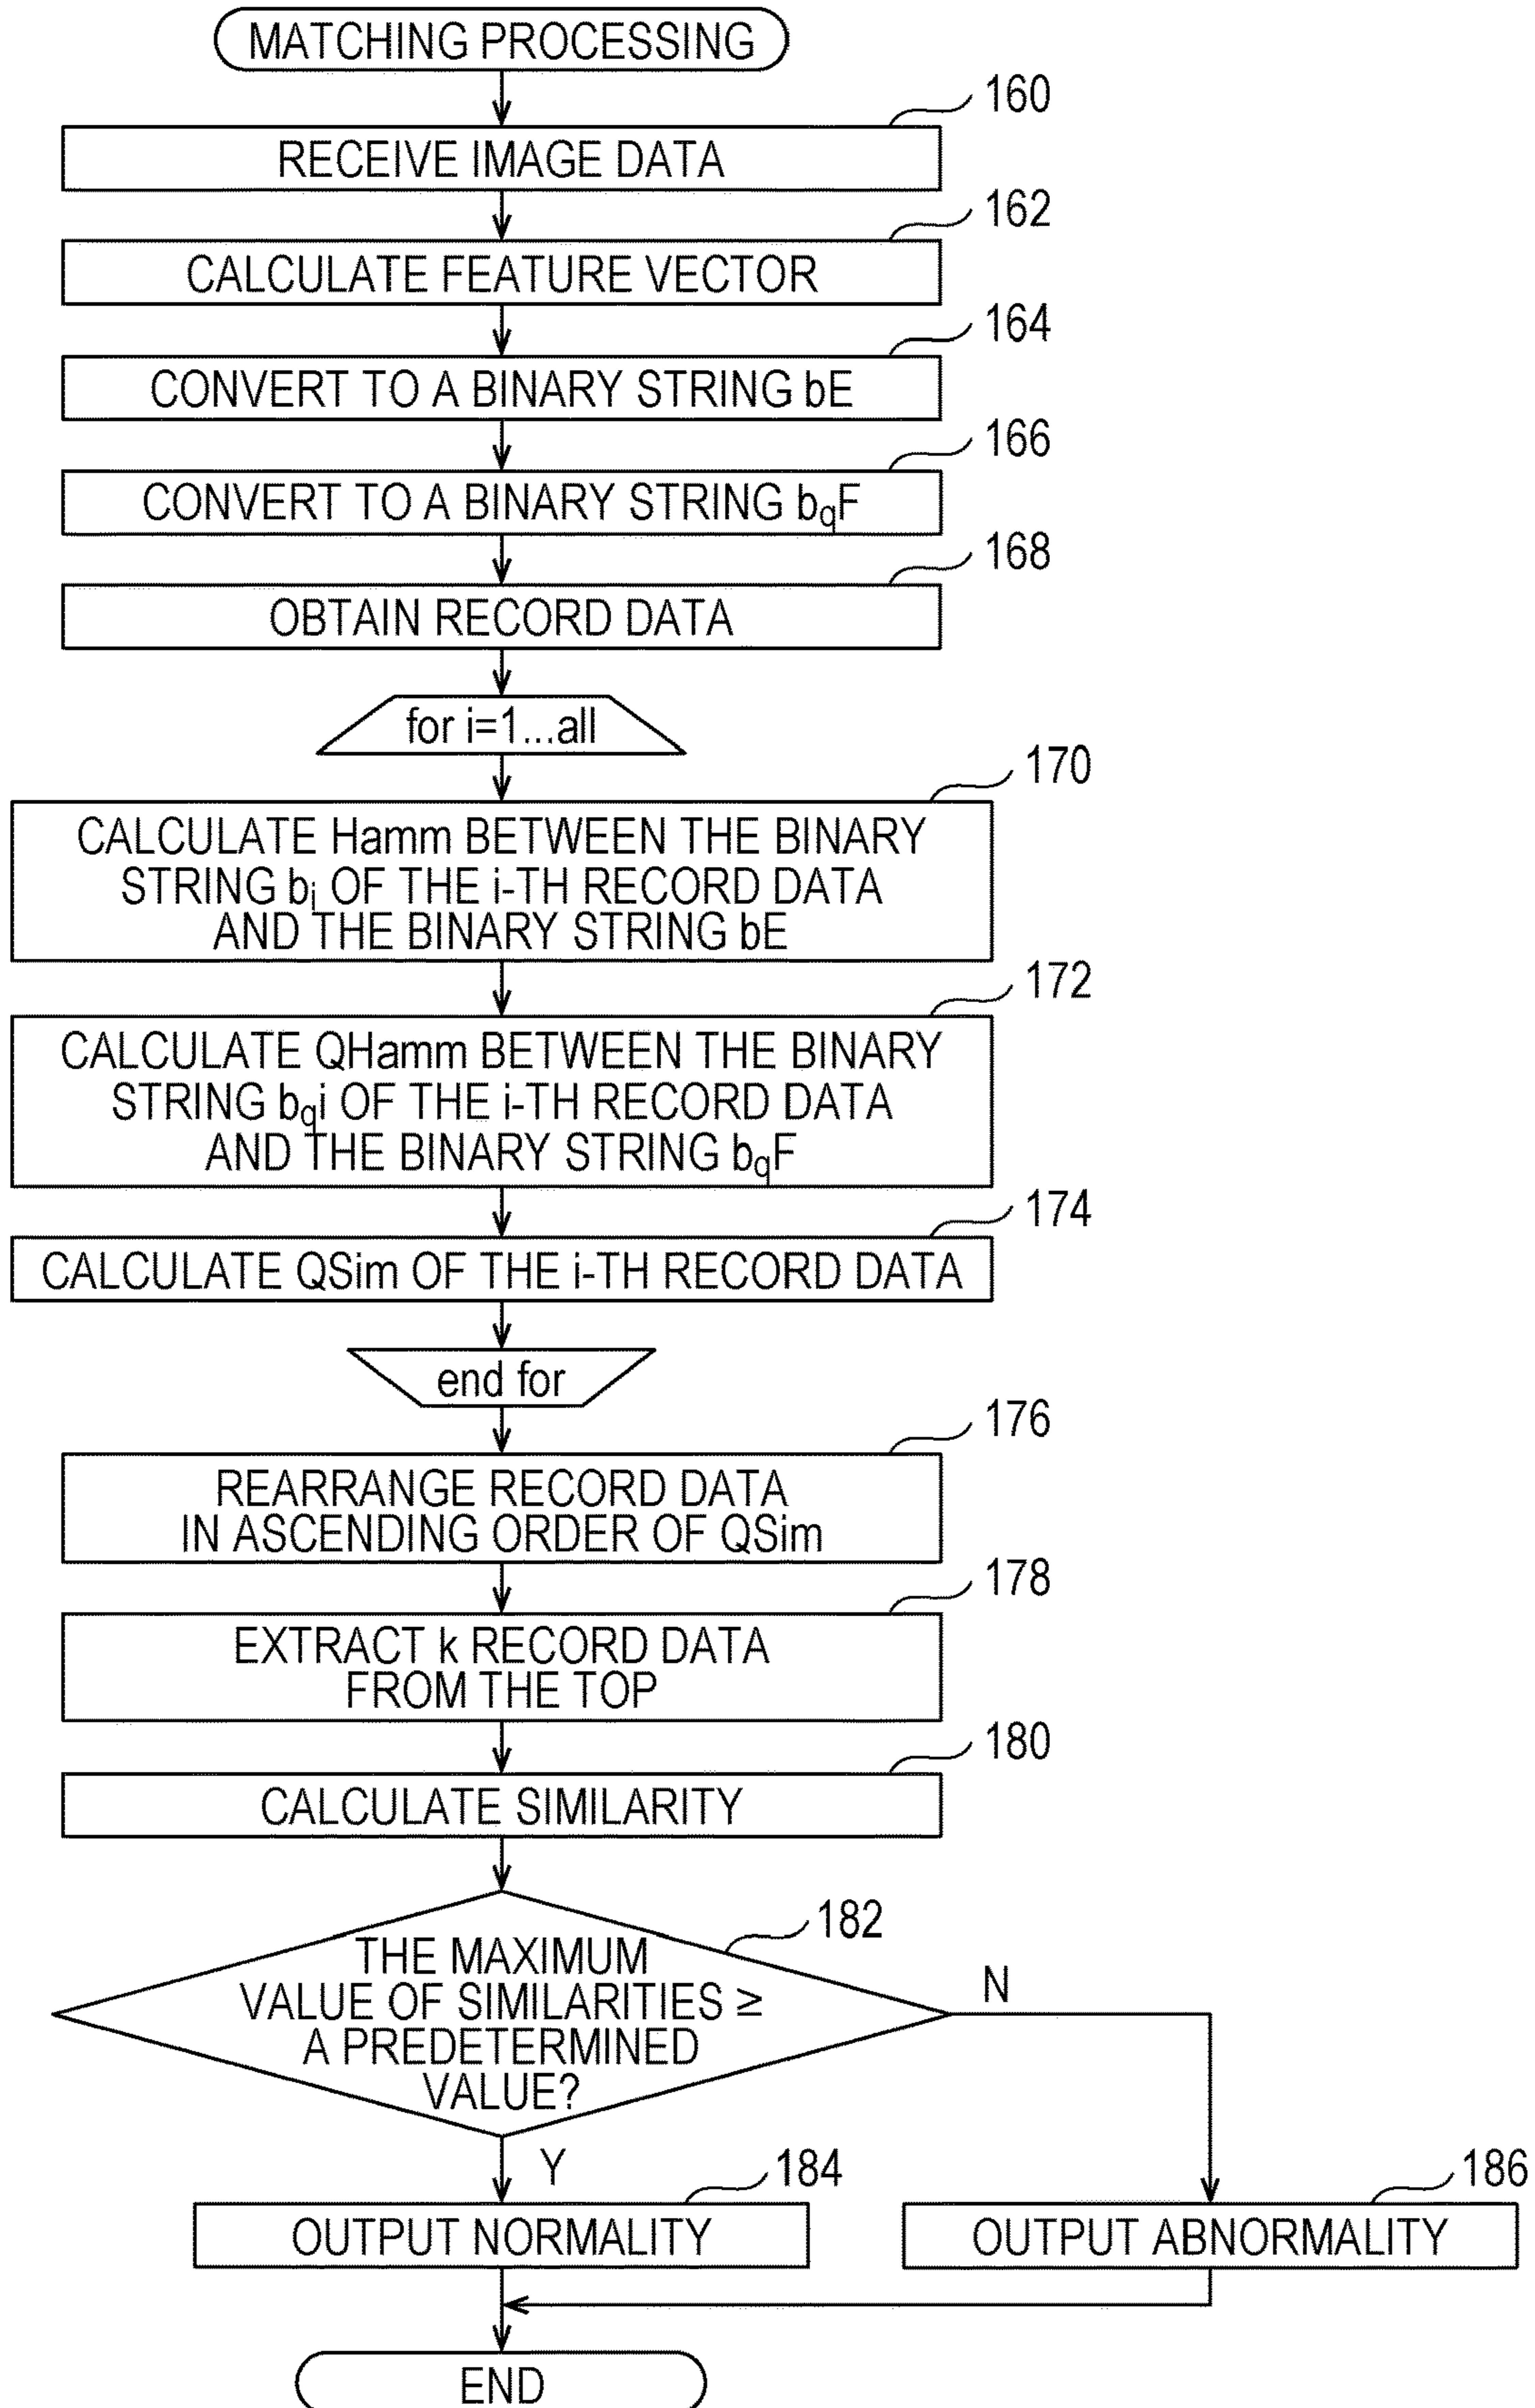 MATCHING PROCESSING
160
RECEIVE IMAGE DATA
162
CALCULATE FEATURE VECTOR
164
CONVERT TO A BINARY STRING bE
166
CONVERT TO A BINARY STRING bqF
168
OBTAIN RECORD DATA
for i=1...all
170
CALCULATE Hamm BETWEEN THE BINARY
STRING bi OF THE i-TH RECORD DATA
AND THE BINARY STRING bE
172
CALCULATE QHamm BETWEEN THE BINARY
STRING bqi OF THE i-TH RECORD DATA
AND THE BINARY STRING bqF
174
CALCULATE QSim OF THE i-TH RECORD DATA
end for
176
REARRANGE RECORD DATA
IN ASCENDING ORDER OF QSim
178
EXTRACT k RECORD DATA
FROM THE TOP
180
CALCULATE SIMILARITY
182
THE MAXIMUM
VALUE OF SIMILARITIES ≥
A PREDETERMINED
VALUE?
N
Y
184
OUTPUT NORMALITY
186
OUTPUT ABNORMALITY
END